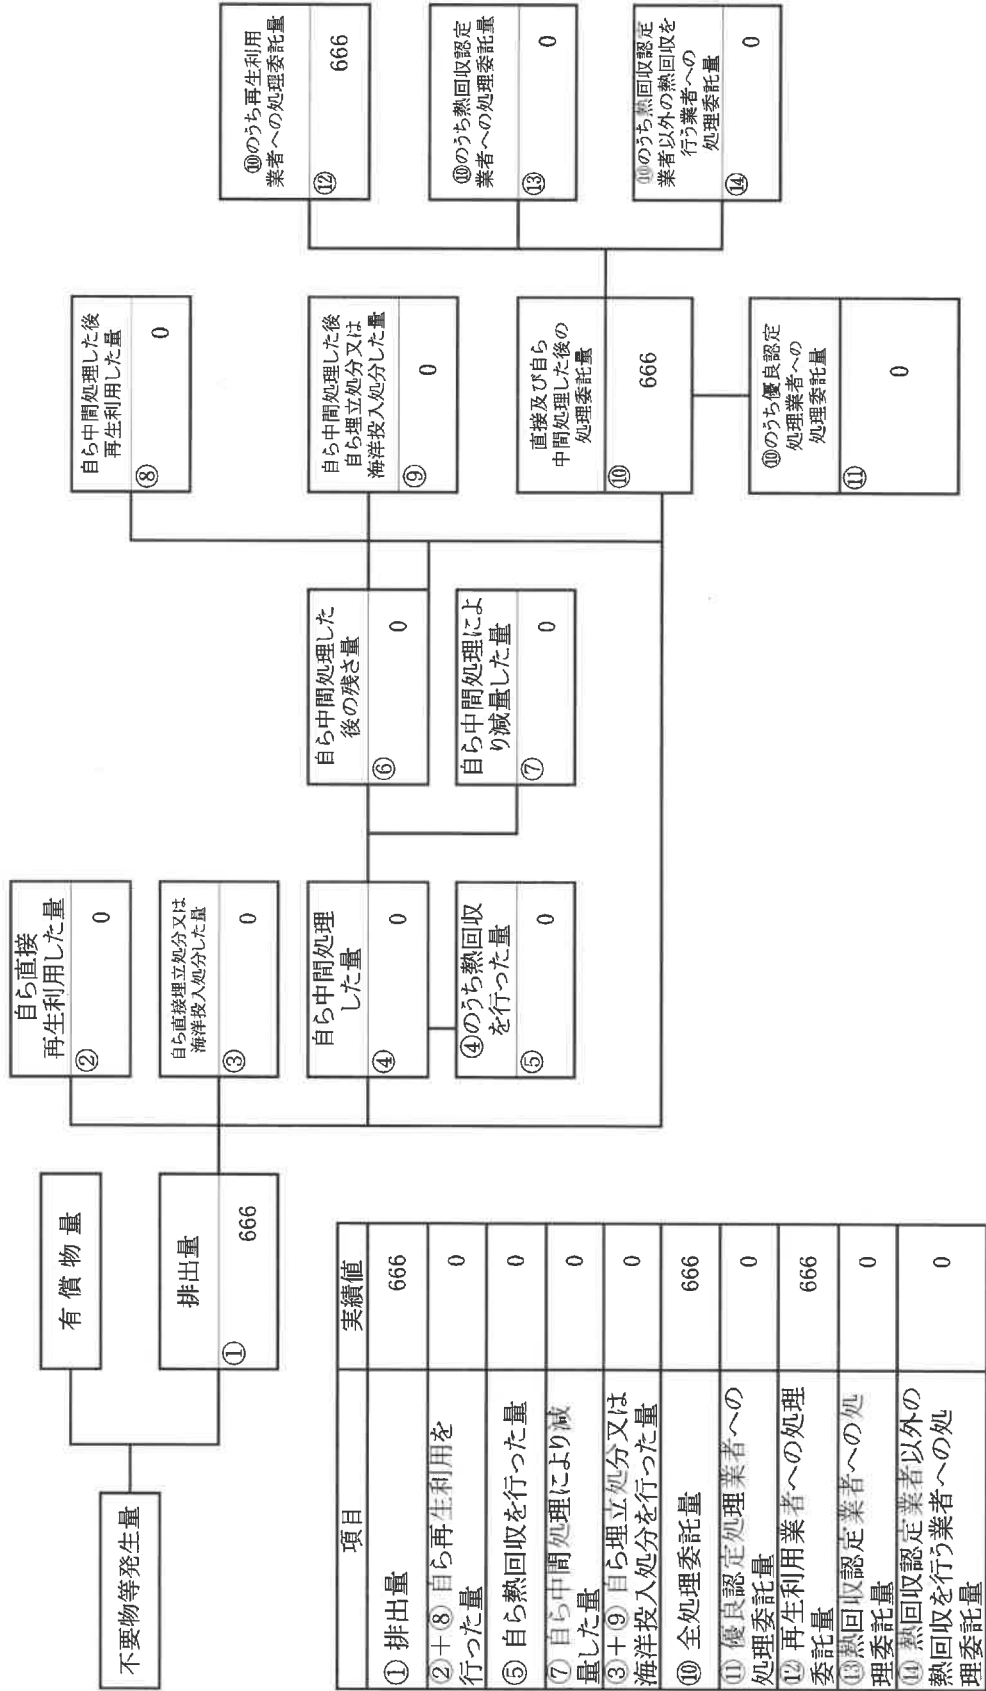 不要物等発生量
有 償 物 量
排出量
① 666
自ら直接
再生利用した量
② 0
自ら直接埋立処分又は
海洋投入処分した量
③ 0
自ら中間処理
した量
④ 0
④のうち熱回収
を行った量
⑤ 0
自ら中間処理した
後の残さ量
⑥ 0
自ら中間処理によ
り減量した量
⑦ 0
自ら中間処理した後
再生利用した量
⑧ 0
自ら中間処理した後
自ら埋立処分又は
海洋投入処分した量
⑨ 0
直接及び自ら
中間処理した後の
処理委託量
⑩ 666
⑩のうち優良認定
処理業者への
処理委託量
⑪ 0
⑩のうち再生利用
業者への処理委託量
⑫ 666
⑩のうち熱回収認定
業者への処理委託量
⑬ 0
⑩のうち熱回収認定
業者以外の熱回収を
行う業者への
処理委託量
⑭ 0
項目 実績値
① 排出量 666
②＋⑧ 自ら再生利用を
行った量 0
⑤ 自ら熱回収を行った量 0
⑦ 自ら中間処理により減
量した量 0
③＋⑨ 自ら埋立処分又は
海洋投入処分を行った量 0
⑩ 全処理委託量 666
⑪ 優良認定処理業者への
処理委託量 0
⑫ 再生利用業者への処理
委託量 666
⑬熱回収認定業者への処
理委託量 0
⑭ 熱回収認定業者以外の
熱回収を行う業者への処
理委託量 0